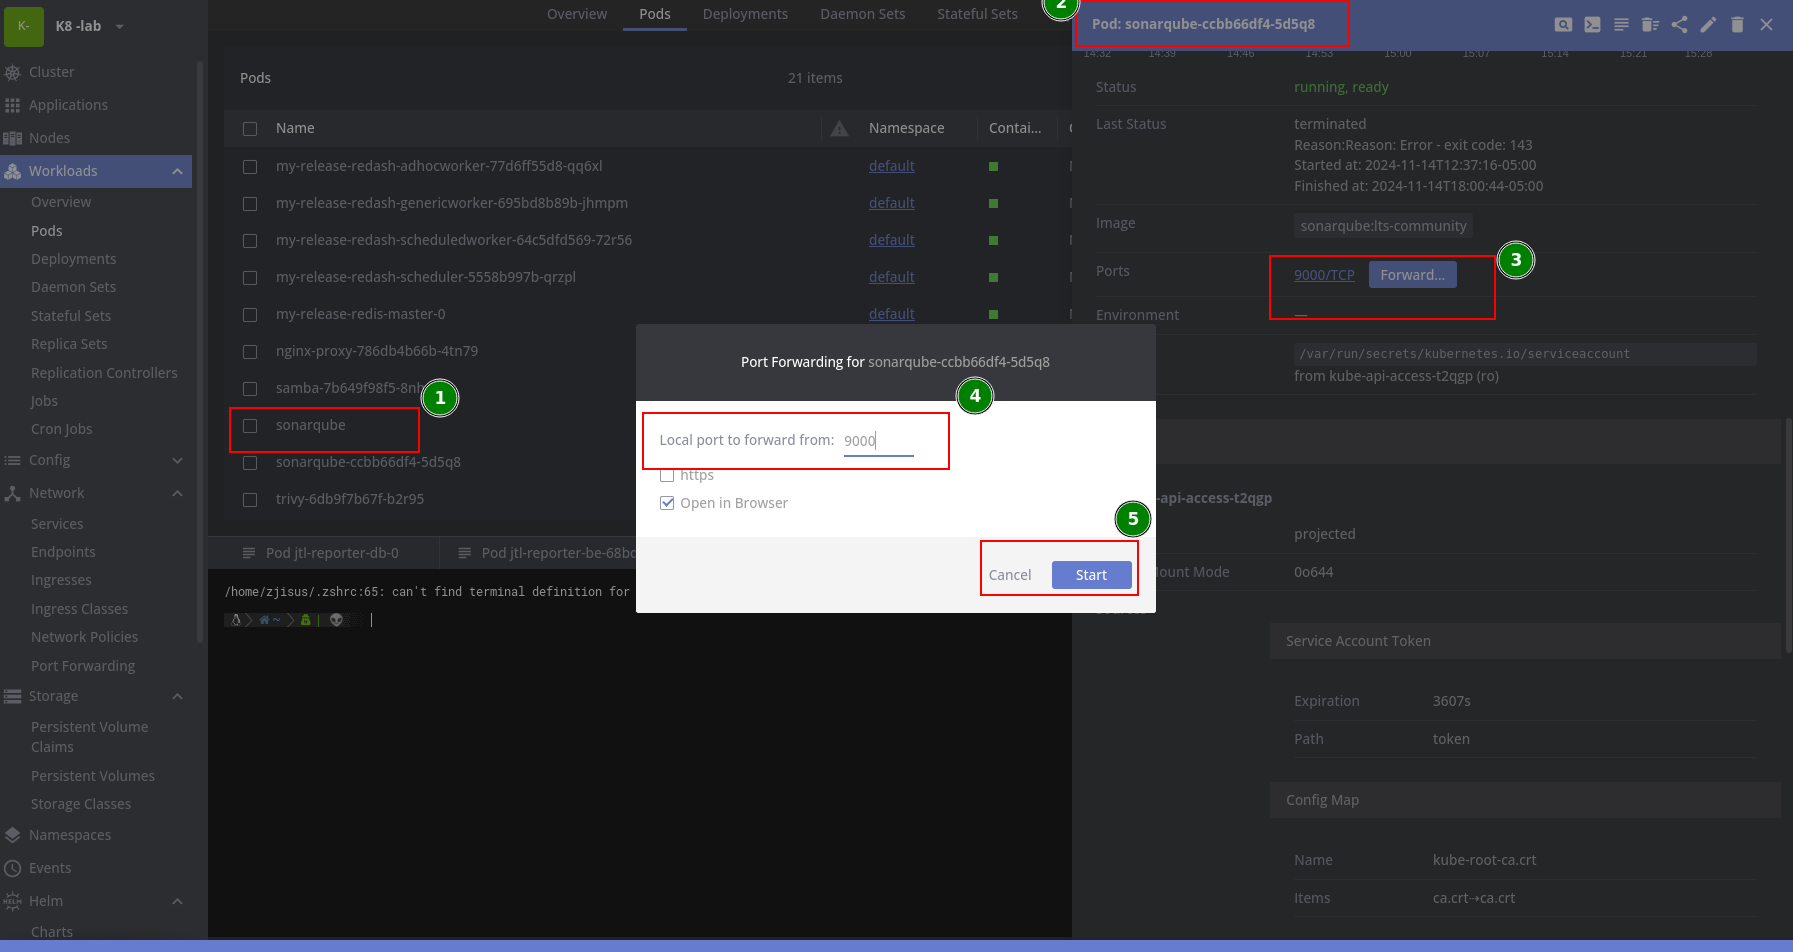 K-
K8 -lab
Cluster
Applications
Nodes
Workloads
Overview
Pods
Deployments
Daemon Sets
Stateful Sets
Replica Sets
Replication Controllers
Jobs
Cron Jobs
Config
Network
Services
Endpoints
Ingresses
Ingress Classes
Network Policies
Port Forwarding
Storage
Persistent Volume
Claims
Persistent Volumes
Storage Classes
Namespaces
Events
HELM
Helm
Charts
Overview Pods Deployments Daemon Sets Stateful Sets
Pods 21 items
Name Namespace Contai...
my-release-redash-adhocworker-77d6ff55d8-qq6xl default
my-release-redash-genericworker-695bd8b89b-jhmpm default
my-release-redash-scheduledworker-64c5dfd569-72r56 default
my-release-redash-scheduler-5558b997b-qrzpl default
my-release-redis-master-0 default
nginx-proxy-786db4b66b-4tn79
samba-7b649f98f5-8nh
1
sonarqube
sonarqube-ccbb66df4-5d5q8
trivy-6db9f7b67f-b2r95
Pod jtl-reporter-db-0 Pod jtl-reporter-be-68bc
/home/zjisus/.zshrc:65: can't find terminal definition for
~ |
Port Forwarding for sonarqube-ccbb66df4-5d5q8
4
Local port to forward from: 9000
https
Open in Browser
5
Cancel Start
2
Pod: sonarqube-ccbb66df4-5d5q8
14:32 14:39 14:46 14:53 15:00 15:07 15:14 15:21 15:28
Status running, ready
Last Status terminated
Reason:Reason: Error - exit code: 143
Started at: 2024-11-14T12:37:16-05:00
Finished at: 2024-11-14T18:00:44-05:00
Image sonarqube:lts-community
3
Ports 9000/TCP Forward...
Environment —
/var/run/secrets/kubernetes.io/serviceaccount
from kube-api-access-t2qgp (ro)
-api-access-t2qgp
projected
ount Mode 0o644
Service Account Token
Expiration 3607s
Path token
Config Map
Name kube-root-ca.crt
Items ca.crt→ca.crt